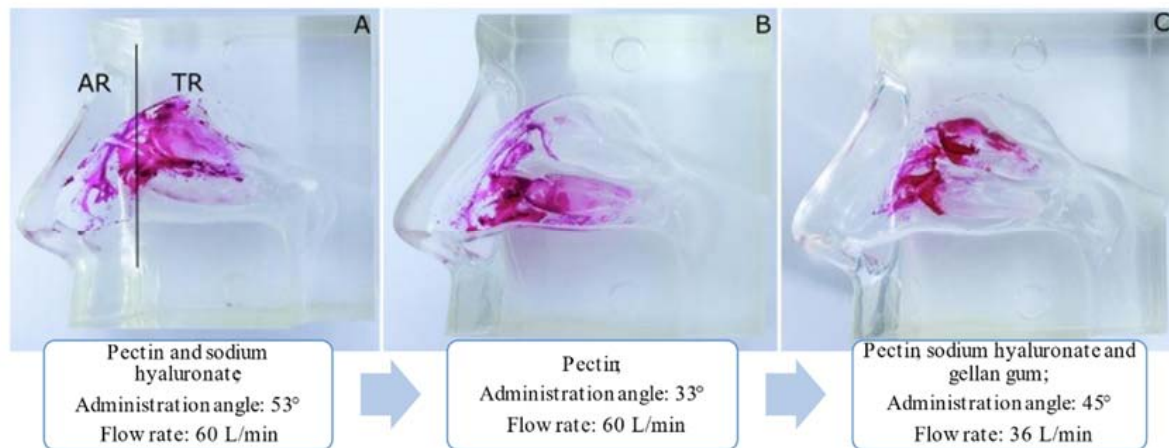 A
B
C
AR
TR
Pectin and sodium
hyaluronate;
Administration angle: 53°
Flow rate: 60 L/min
Pectin;
Administration angle: 33°
Flow rate: 60 L/min
Pectin, sodium hyaluronate and
gellan gum;
Administration angle: 45°
Flow rate: 36 L/min